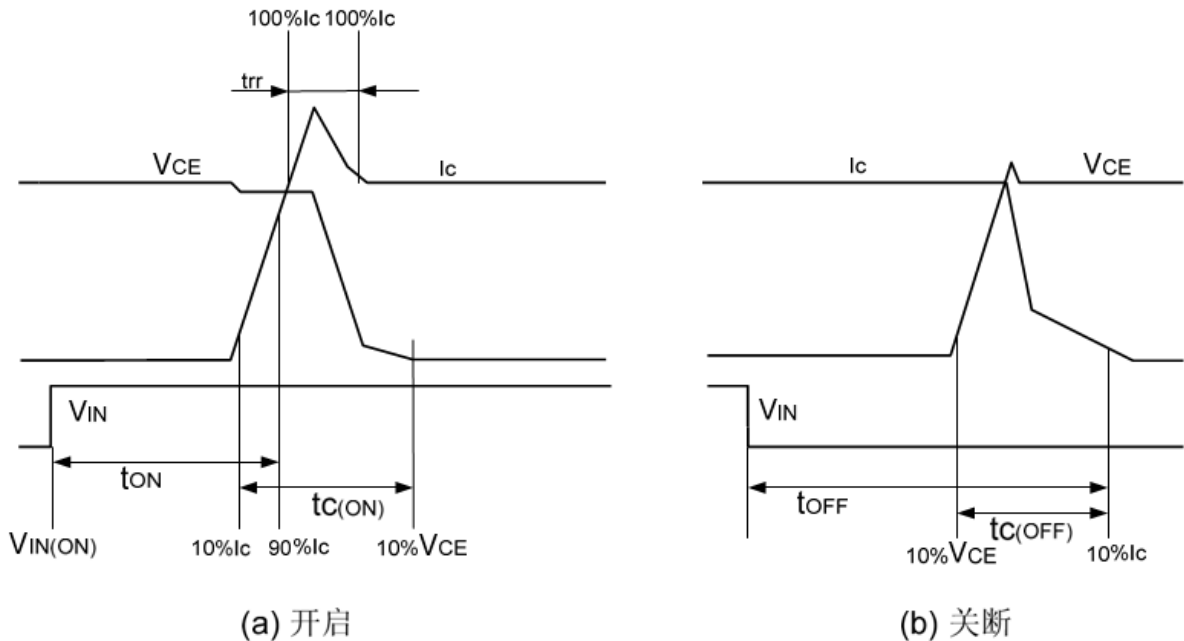 100%Ic 100%Ic
trr
VCE
Ic
VIN
tON
tC(ON)
VIN(ON)
10%Ic
90%Ic
10%VCE
(a) 开启
Ic
VCE
VIN
tOFF
tC(OFF)
10%VCE
10%Ic
(b) 关断